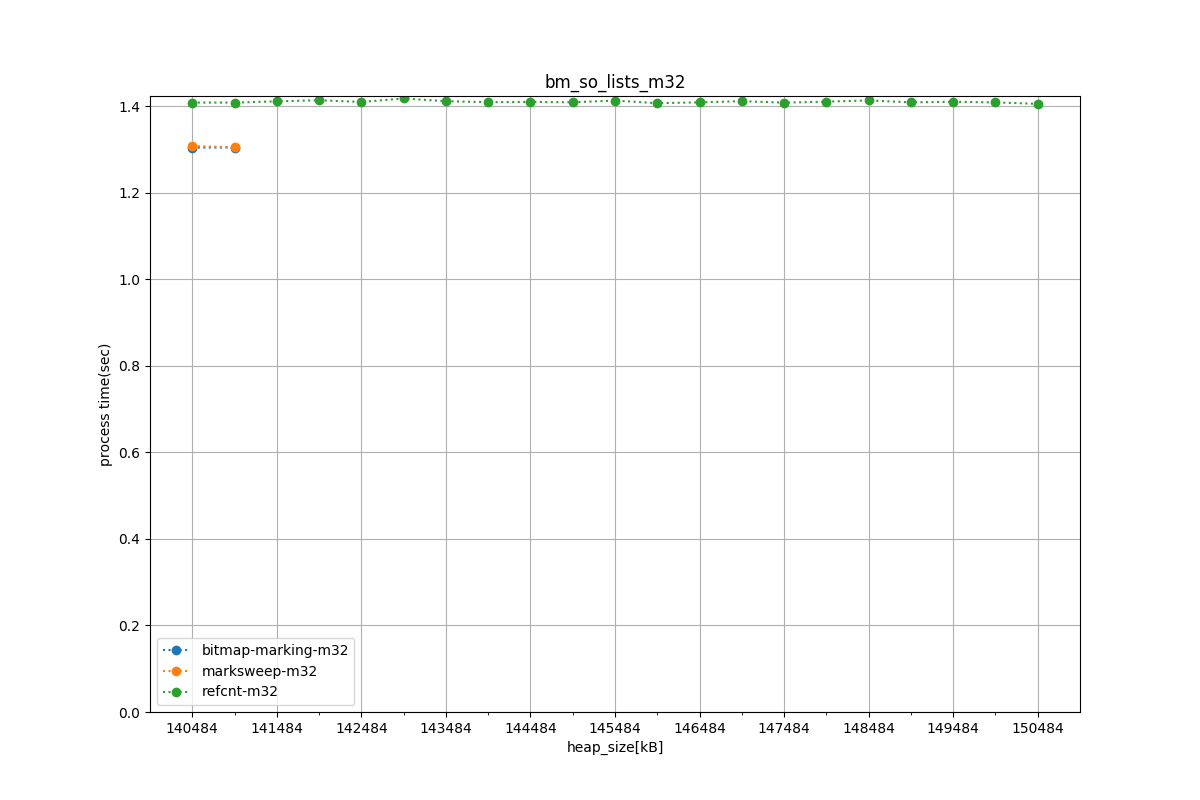 bm_so_lists_m32
1.4
1.2
1.0
0.8
0.6
0.4
0.2
0.0
process time(sec)
bitmap-marking-m32
marksweep-m32
refcnt-m32
140484 141484 142484 143484 144484 145484 146484 147484 148484 149484 150484
heap_size[kB]